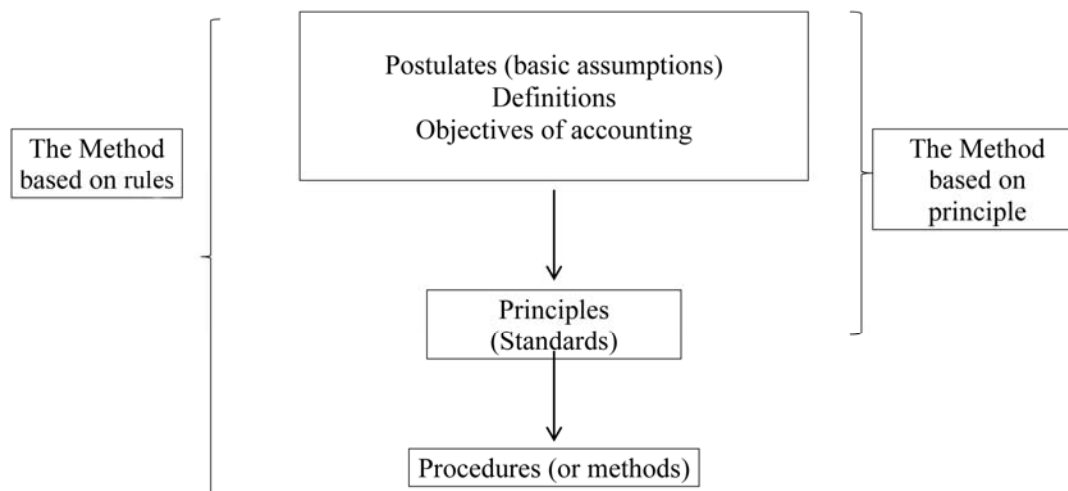 Postulates (basic assumptions)
Definitions
Objectives of accounting
The Method
based on rules
The Method
based on
principle
Principles
(Standards)
Procedures (or methods)